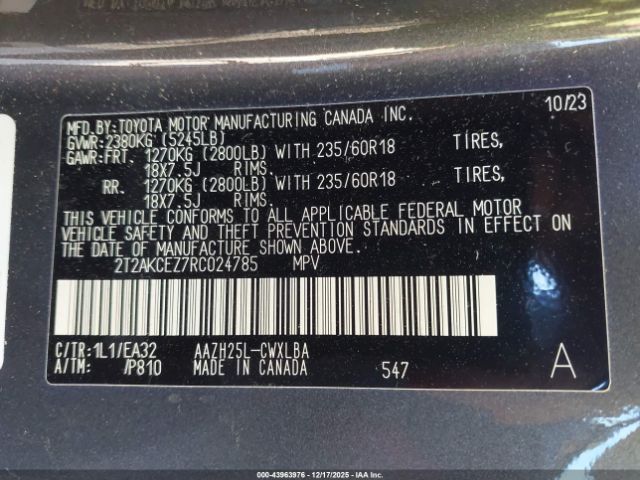 MFD.BY:TOYOTA MOTOR MANUFACTURING CANADA INC. 10/23
GVWR:2380KG (5245LB)
GAWR:FRT. 1270KG (2800LB) WITH 235/60R18 TIRES,
18X7.5J RIMS.
RR. 1270KG (2800LB) WITH 235/60R18 TIRES,
18X7.5J RIMS.
THIS VEHICLE CONFORMS TO ALL APPLICABLE FEDERAL MOTOR
VEHICLE SAFETY AND THEFT PREVENTION STANDARDS IN EFFECT ON
THE DATE OF MANUFACTURE SHOWN ABOVE.
2T2AKCEZ7RC024785 MPV
C/TR:1L1/EA32 AAZH25L-CWXLBA
A/TM: /P810 MADE IN CANADA 547 A
000-43963976 - 12/17/2025 - IAA, Inc.